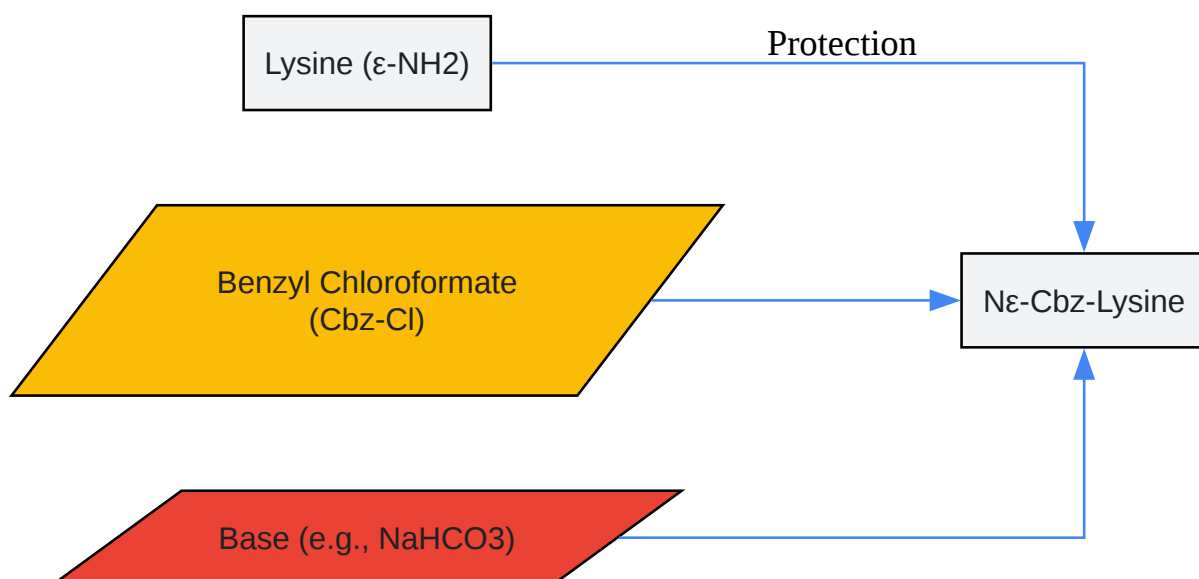 Protection
Lysine (ε-NH2)
Benzyl Chloroformate
(Cbz-Cl)
Nε-Cbz-Lysine
Base (e.g., NaHCO3)